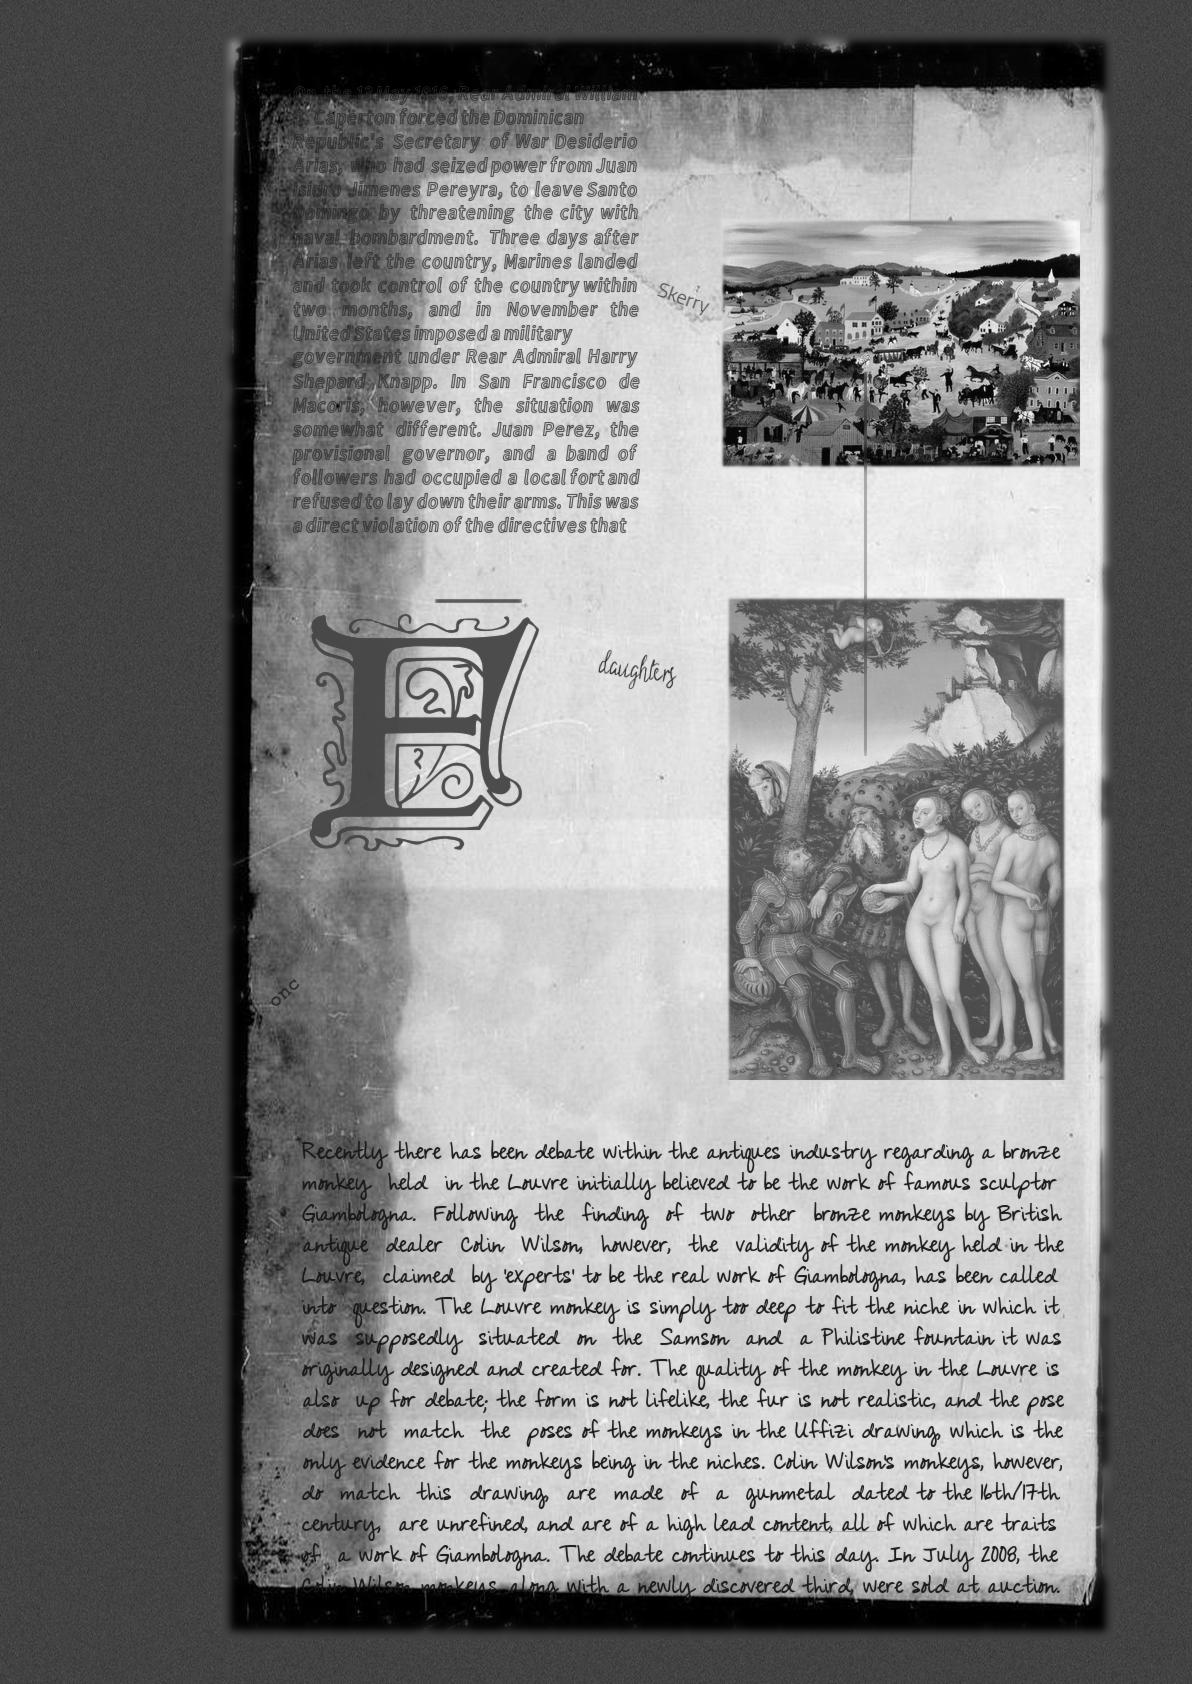 On the 13 May 1916, Rear Admiral William
B. Caperton forced the Dominican
Republic's Secretary of War Desiderio
Arias, who had seized power from Juan
Isidro Jimenes Pereyra, to leave Santo
Domingo by threatening the city with
naval bombardment. Three days after
Arias left the country, Marines landed
and took control of the country within
two months, and in November the
United States imposed a military
government under Rear Admiral Harry
Shepard Knapp. In San Francisco de
Macoris, however, the situation was
somewhat different. Juan Perez, the
provisional governor, and a band of
followers had occupied a local fort and
refused to lay down their arms. This was
a direct violation of the directives that
Skerry
E
daughters
onc
Recently there has been debate within the antiques industry regarding a bronze
monkey held in the Louvre initially believed to be the work of famous sculptor
Giambologna. Following the finding of two other bronze monkeys by British
antique dealer Colin Wilson, however, the validity of the monkey held in the
Louvre, claimed by 'experts' to be the real work of Giambologna, has been called
into question. The Louvre monkey is simply too deep to fit the niche in which it
was supposedly situated on the Samson and a Philistine fountain it was
originally designed and created for. The quality of the monkey in the Louvre is
also up for debate; the form is not lifelike, the fur is not realistic, and the pose
does not match the poses of the monkeys in the Uffizi drawing, which is the
only evidence for the monkeys being in the niches. Colin Wilson's monkeys, however,
do match this drawing, are made of a gunmetal dated to the 16th/17th
century, are unrefined, and are of a high lead content, all of which are traits
of a work of Giambologna. The debate continues to this day. In July 2008, the
Colin Wilson monkeys along with a newly discovered third, were sold at auction.